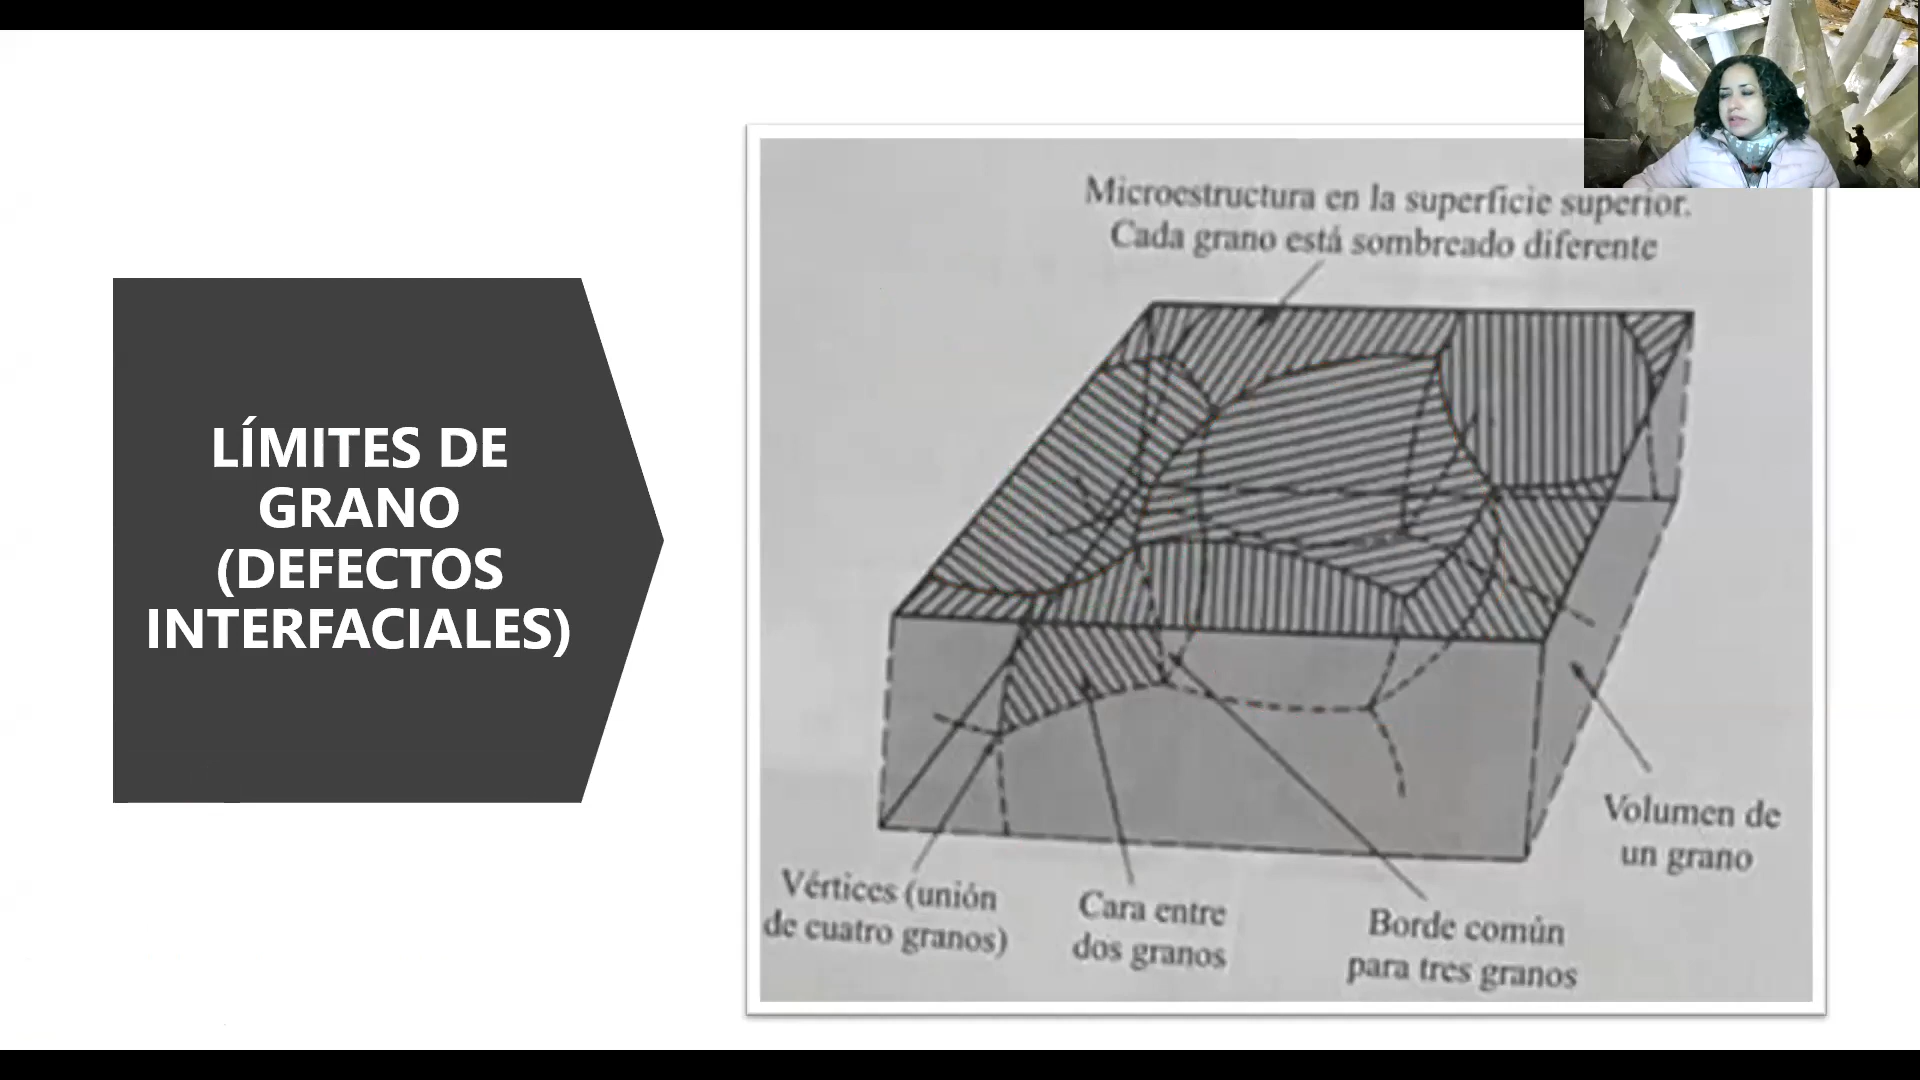 LÍMITES DE
GRANO
(DEFECTOS
INTERFACIALES)
Microestructura en la superficie superior.
Cada grano está sombreado diferente
Volumen de
un grano
Vértices (unión
de cuatro granos)
Cara entre
dos granos
Borde común
para tres granos